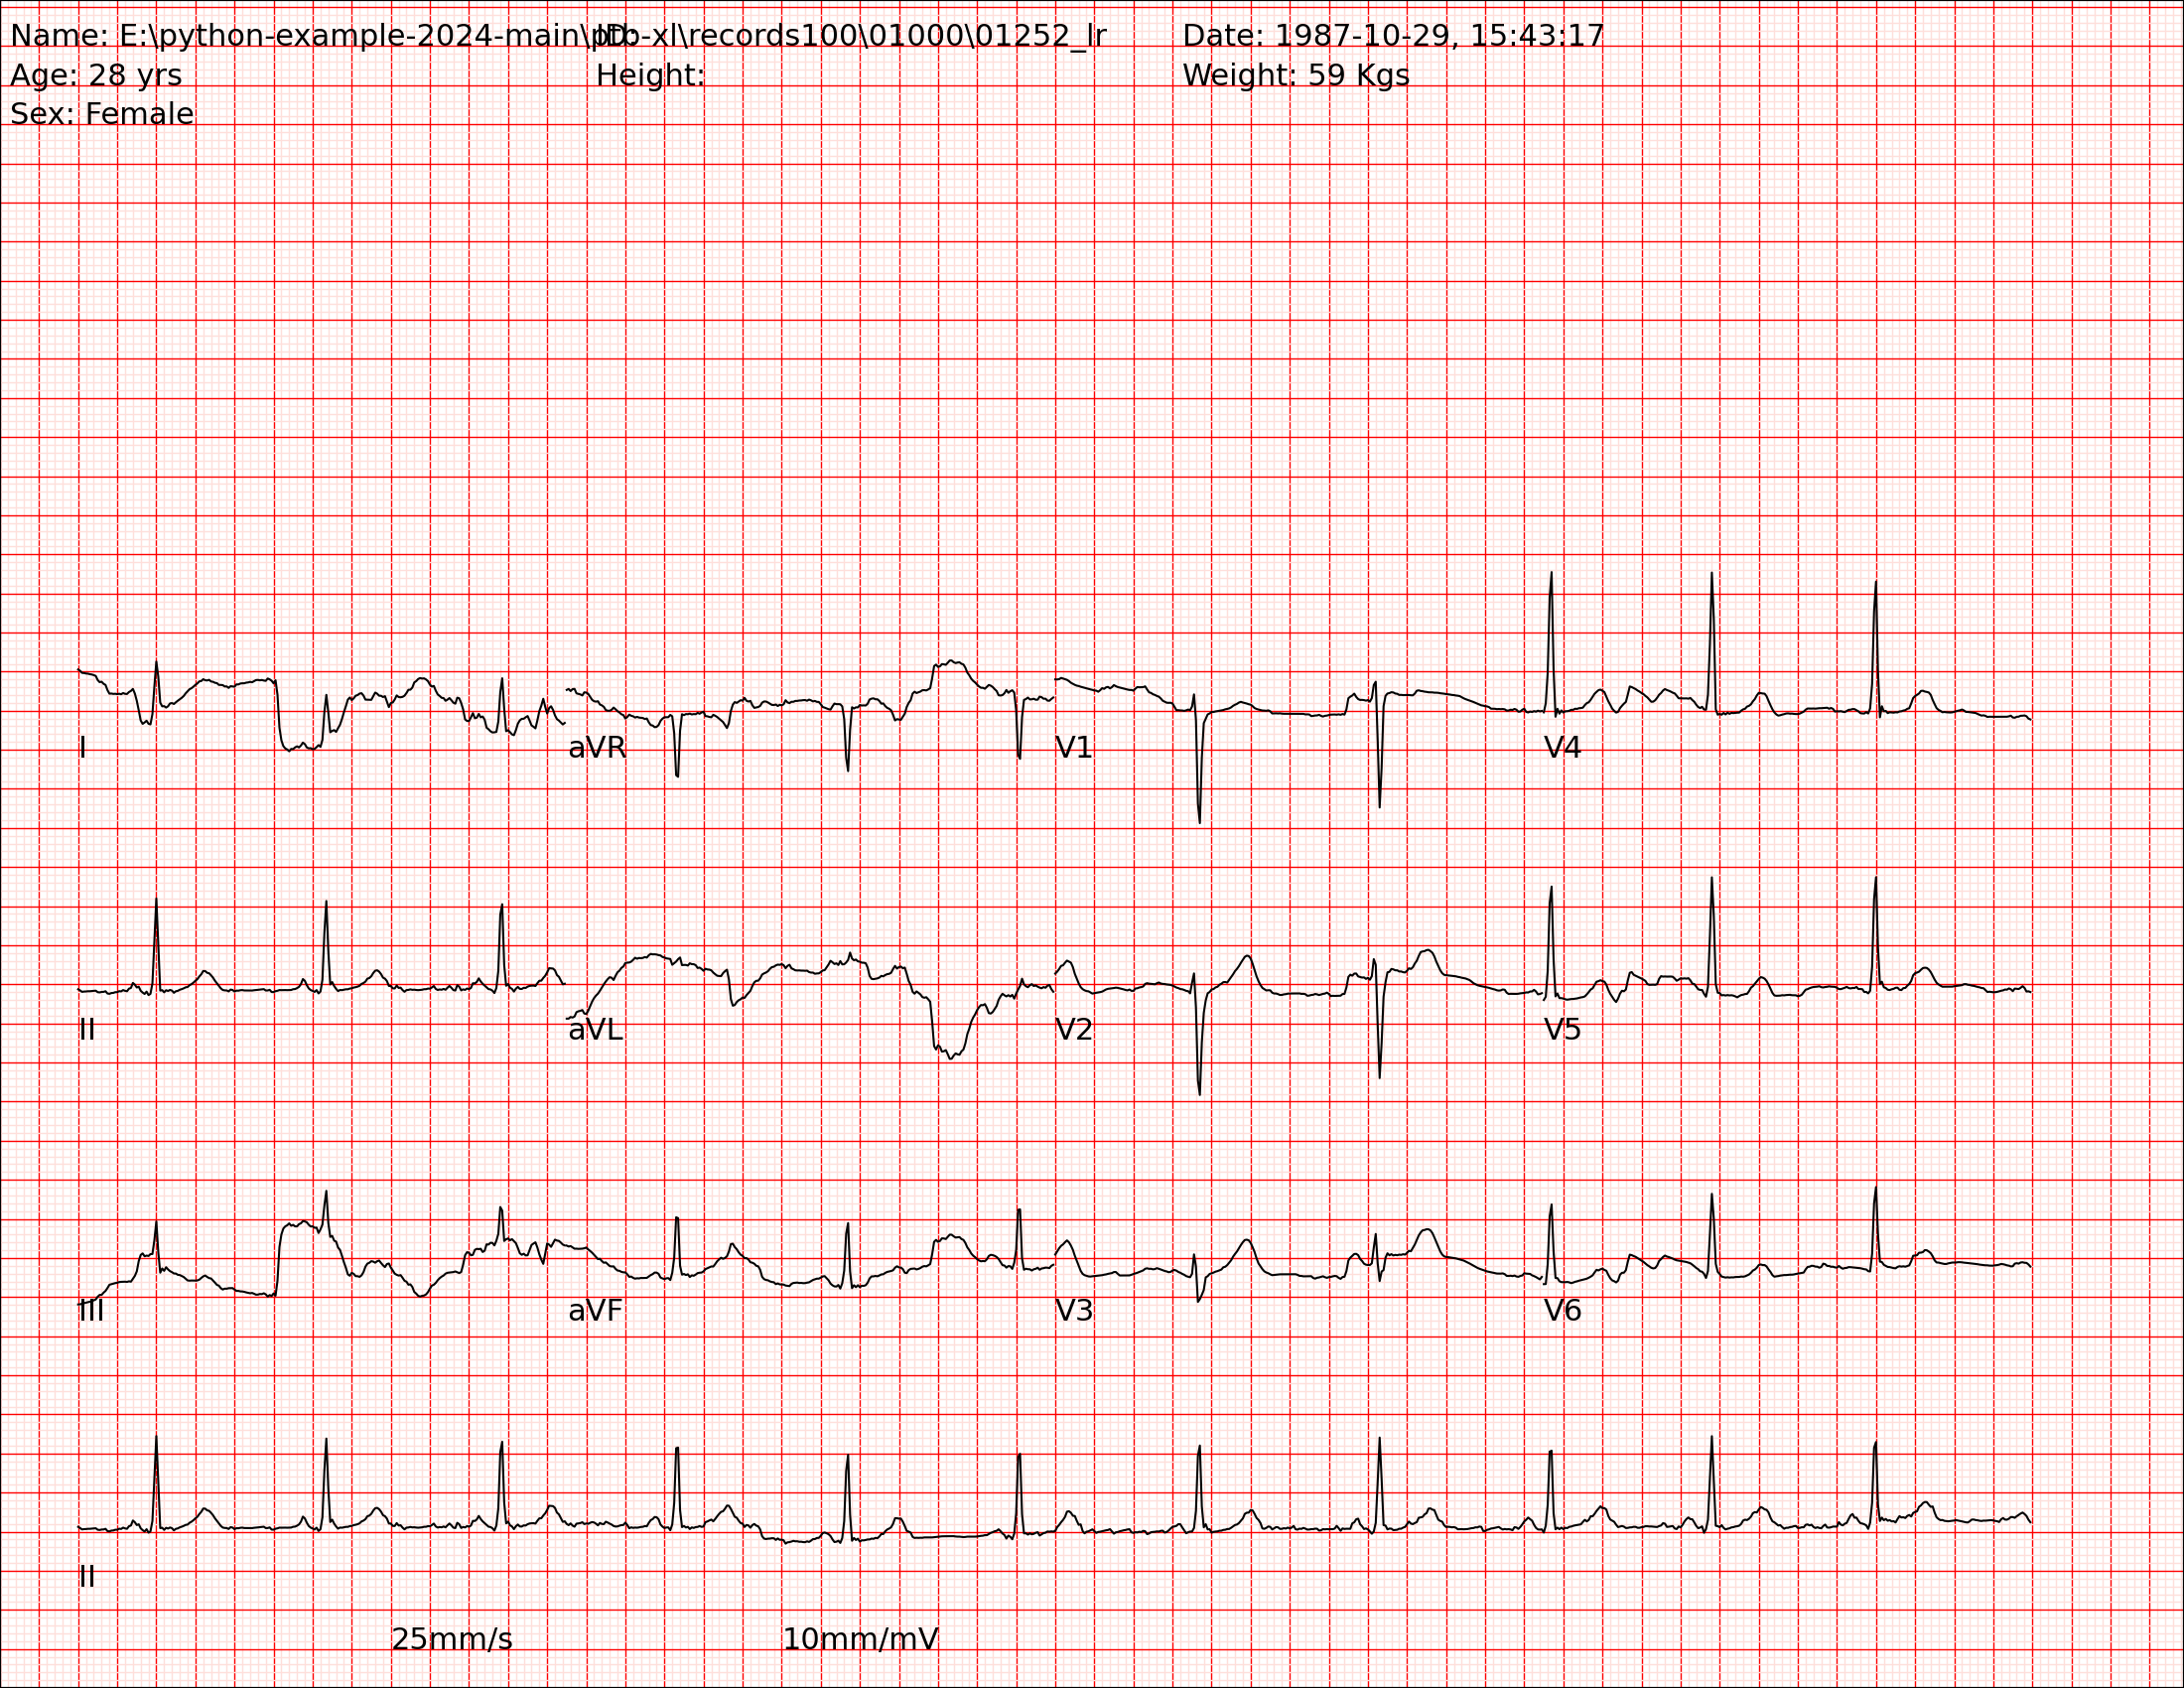 Name: E:\python-example-2024-main\ptb-xl\records100\01000\01252_lr ID: Date: 1987-10-29, 15:43:17
Age: 28 yrs Height: Weight: 59 Kgs
Sex: Female
I aVR V1 V4
II aVL V2 V5
III aVF V3 V6
II
25mm/s 10mm/mV